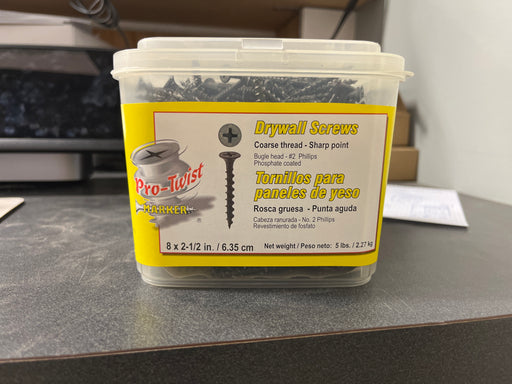 Drywall Screws
Coarse thread - Sharp point
Bugle head - #2 Phillips
Phosphate coated
Tornillos para
paneles de yeso
Rosca gruesa - Punta aguda
Cabeza ranurada - No. 2 Phillips
Revestimiento de fosfato
Pro-Twist
MARKER
®
8 x 2-1/2 in. / 6.35 cm
Net weight / Peso neto: 5 lbs. / 2.27 kg